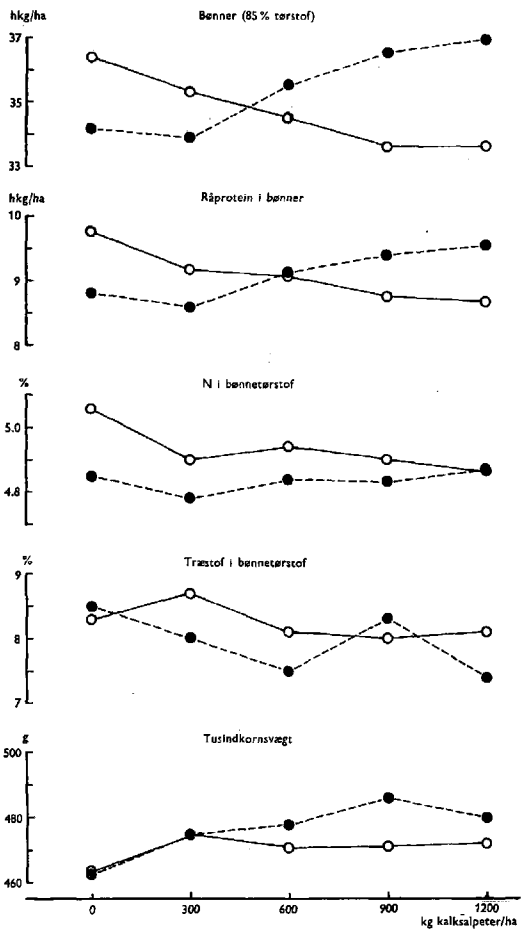 hkg/ha
Bønner (85% tørstof)
37
35
33
hkg/ha
Råprotein i bønner
10
9
8
%
N i bønnetørstof
5.0
4.8
%
Træstof i bønnetørstof
9
8
7
g
Tusindkornsvægt
500
480
460
0 300 600 900 1200
kg kalksalpeter/ha